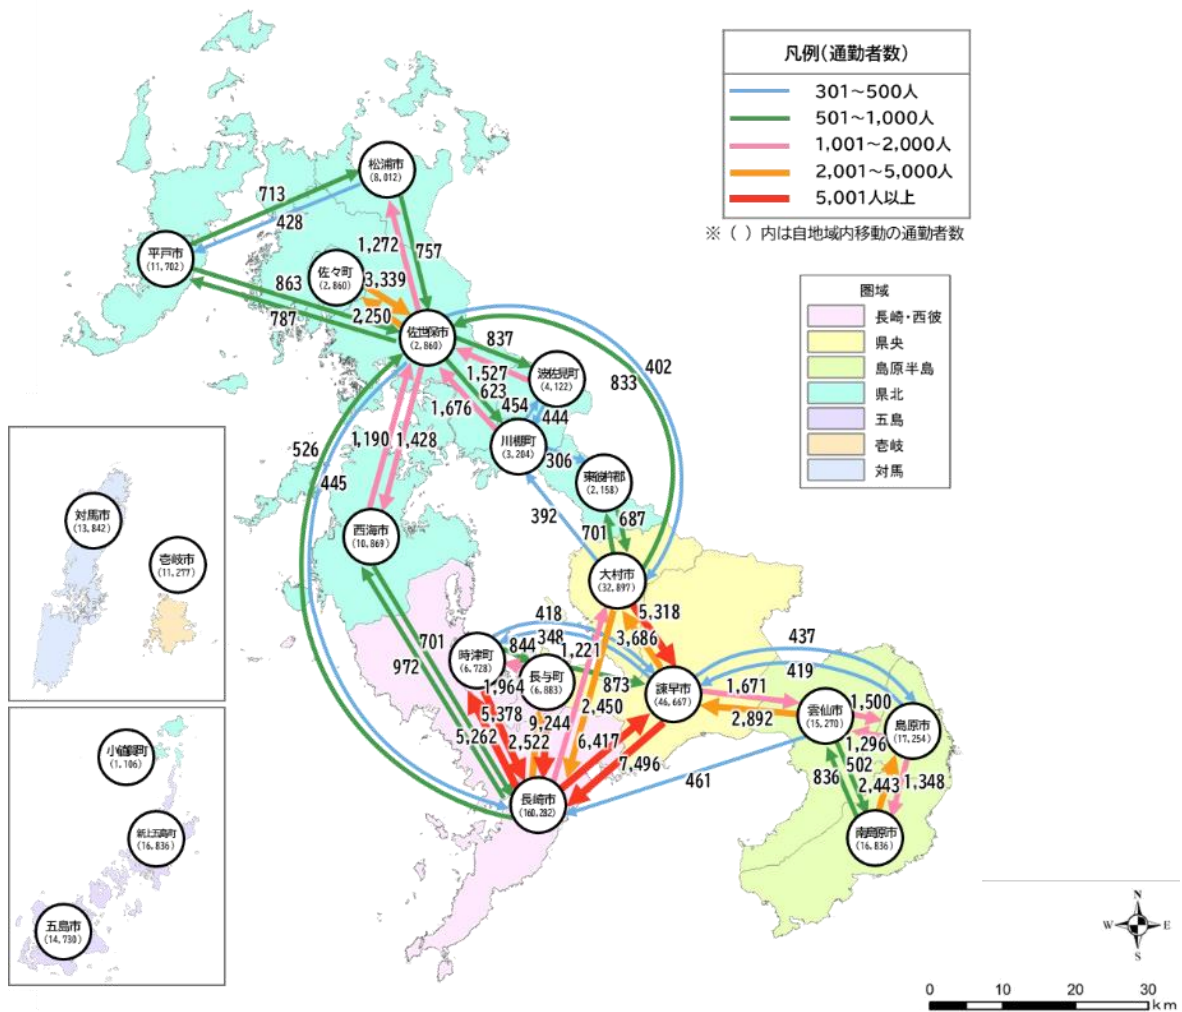 凡例(通勤者数)
301～500人
501～1,000人
1,001～2,000人
2,001～5,000人
5,001人以上
※（ ）内は自地域内移動の通勤者数
圏域
長崎・西彼
県央
島原半島
県北
五島
壱岐
対馬
松浦市
(8,012)
713
428
平戸市
(11,702)
1,272
757
佐々町
(2,860)
3,339
863
787
2,250
佐世保市
(2,860)
837
402
833
1,527
波佐見町
(4,122)
623
454
444
1,676
川棚町
(3,204)
306
1,190
1,428
526
445
東彼杵郡
(2,158)
392
701
687
西海市
(10,869)
大村市
(32,897)
5,318
418
348
3,686
844
1,221
437
419
701
972
時津町
(6,728)
長与町
(6,883)
1,964
873
諫早市
(46,667)
1,671
2,892
雲仙市
(15,270)
1,500
島原市
(17,254)
1,296
5,378
9,244
2,450
5,262
2,522
6,417
7,496
461
502
836
2,443
1,348
長崎市
(160,282)
南島原市
(16,836)
対馬市
(13,842)
壱岐市
(11,277)
小値賀町
(1,106)
新上五島町
(16,836)
五島市
(14,730)
N
W
E
S
0
10
20
30
km